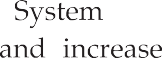 System
and increase